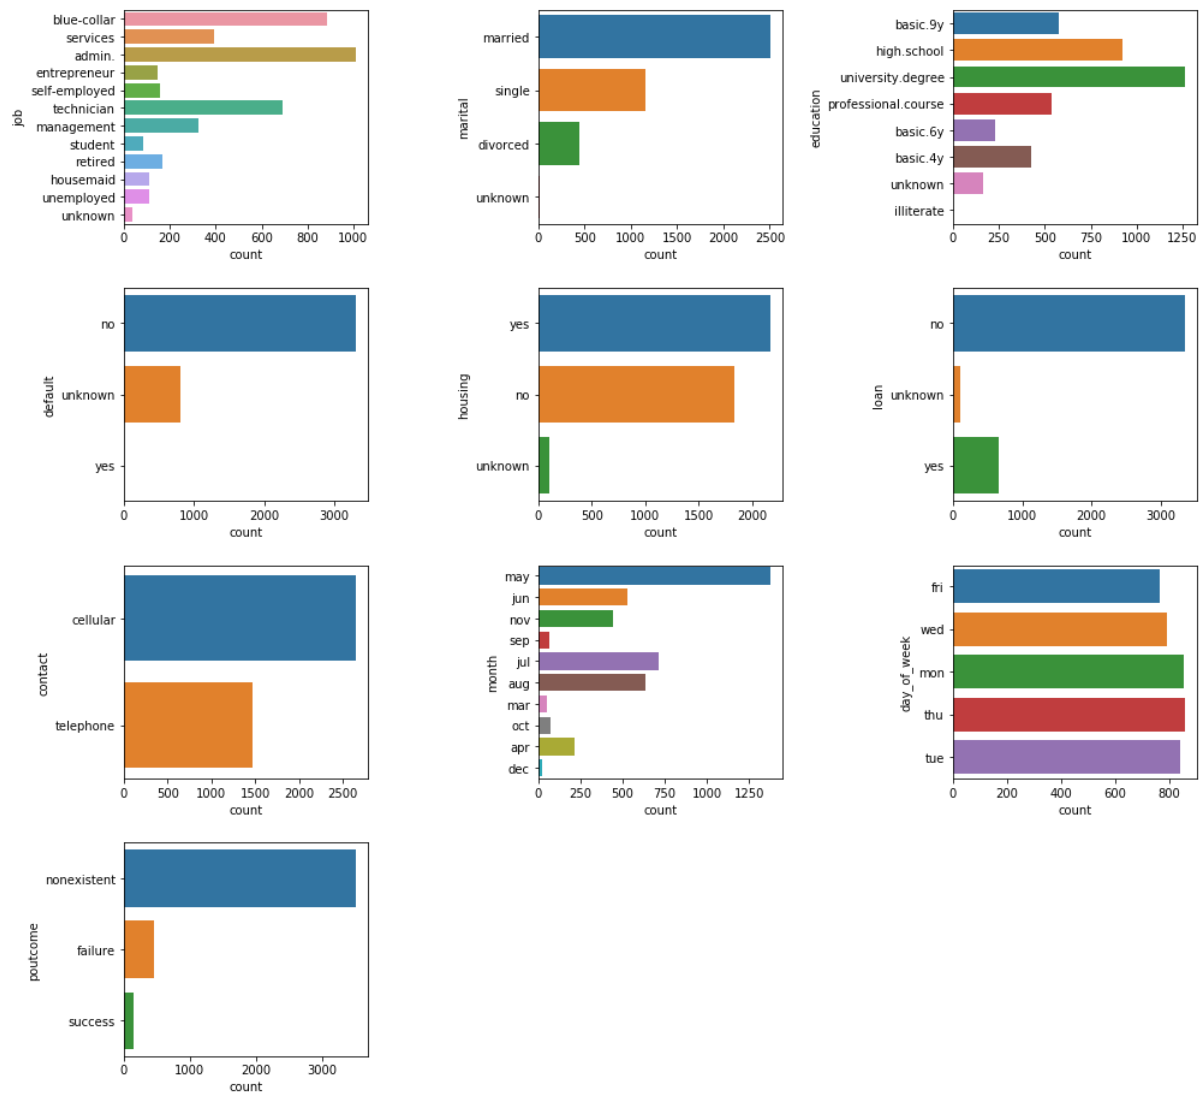 job
blue-collar
services
admin.
entrepreneur
self-employed
technician
management
student
retired
housemaid
unemployed
unknown
0 200 400 600 800 1000
count
marital
married
single
divorced
unknown
0 500 1000 1500 2000 2500
count
education
basic.9y
high.school
university.degree
professional.course
basic.6y
basic.4y
unknown
illiterate
0 250 500 750 1000 1250
count
default
no
unknown
yes
0 1000 2000 3000
count
housing
yes
no
unknown
0 500 1000 1500 2000
count
loan
no
unknown
yes
0 1000 2000 3000
count
contact
cellular
telephone
0 500 1000 1500 2000 2500
count
month
may
jun
nov
sep
jul
aug
mar
oct
apr
dec
0 250 500 750 1000 1250
count
day_of_week
fri
wed
mon
thu
tue
0 200 400 600 800
count
poutcome
nonexistent
failure
success
0 1000 2000 3000
count